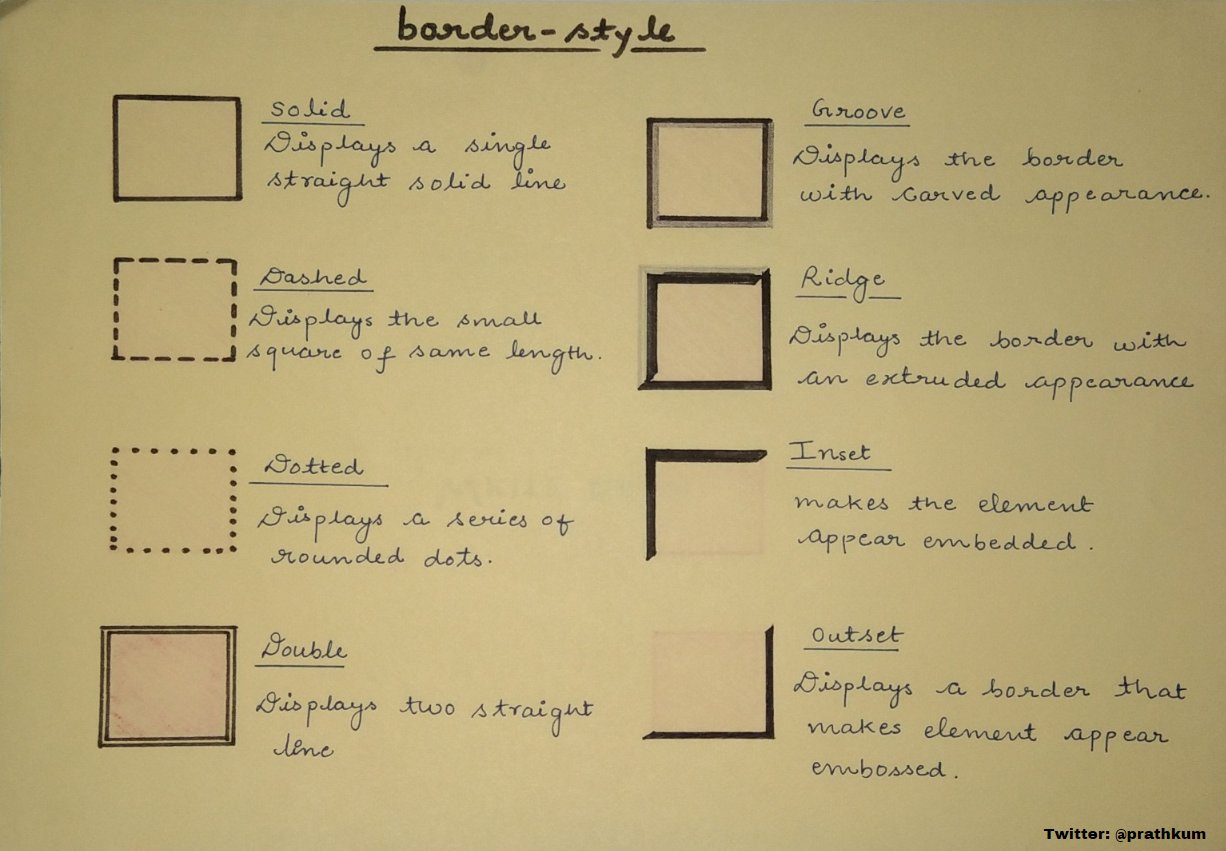 border-style
Solid
Displays a single
straight solid line
Dashed
Displays the small
square of same length.
Dotted
Displays a series of
rounded dots.
Double
Displays two straight
line
Groove
Displays the border
with carved appearance.
Ridge
Displays the border with
an extruded appearance
Inset
makes the element
appear embedded.
Outset
Displays a border that
makes element appear
embossed.
Twitter: @prathkum